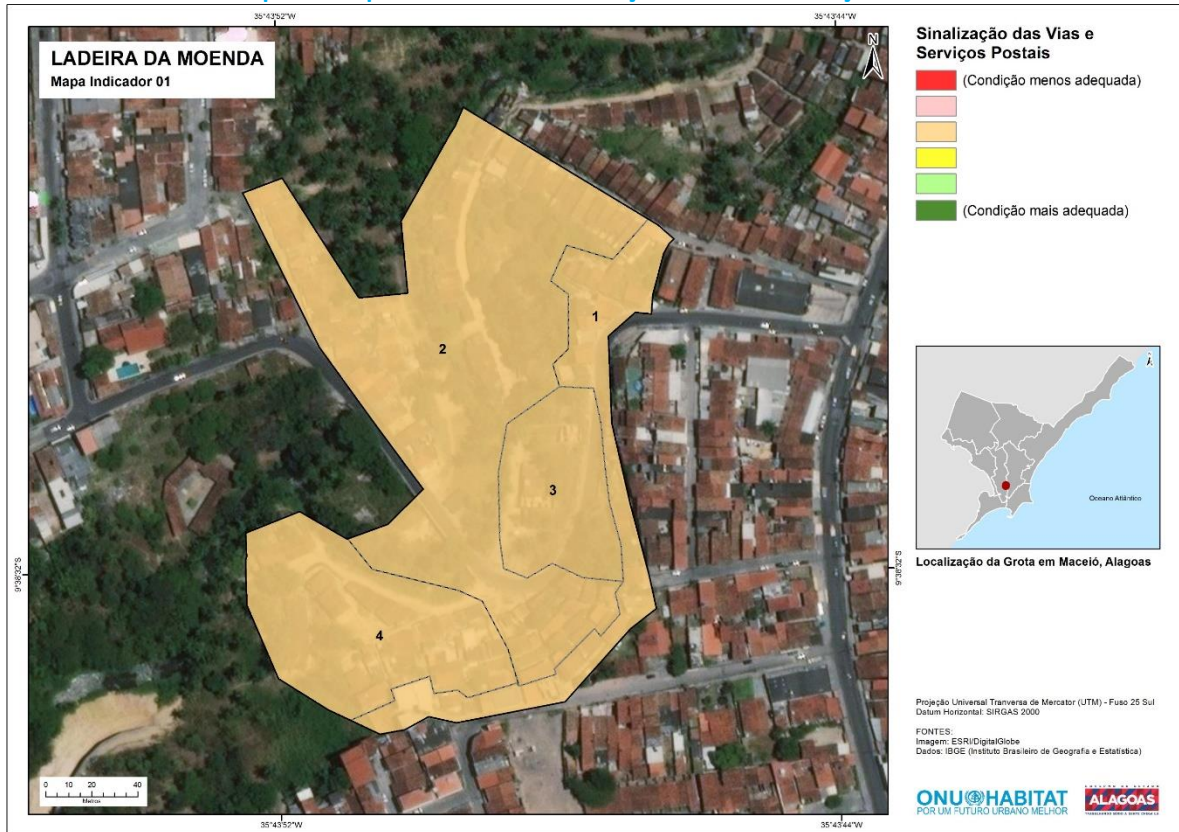 35°43'52"W
35°43'44"W
LADEIRA DA MOENDA
Mapa Indicador 01
N
1
2
3
4
9°38'32"S
9°38'32"S
0 10 20 40
Metros
35°43'52"W
35°43'44"W
Sinalização das Vias e
Serviços Postais
(Condição menos adequada)
(Condição mais adequada)
Oceano Atlântico
Localização da Grota em Maceió, Alagoas
Projeção Universal Tranversa de Mercator (UTM) - Fuso 25 Sul
Datum Horizontal: SIRGAS 2000
FONTES:
Imagem: ESRI/DigitalGlobe
Dados: IBGE (Instituto Brasileiro de Geografia e Estatística)
ONU HABITAT
POR UM FUTURO URBANO MELHOR
ALAGOAS